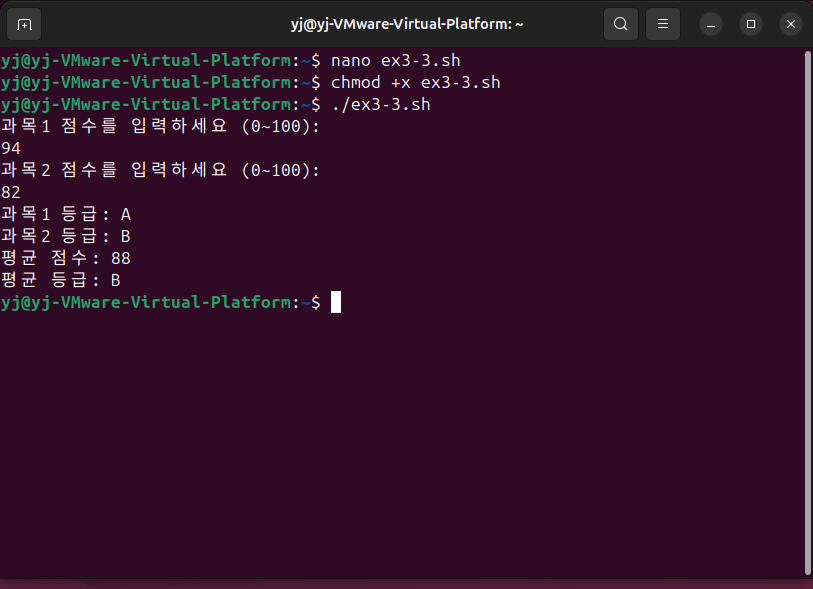 yj@yj-VMware-Virtual-Platform: ~
yj@yj-VMware-Virtual-Platform:~$ nano ex3-3.sh
yj@yj-VMware-Virtual-Platform:~$ chmod +x ex3-3.sh
yj@yj-VMware-Virtual-Platform:~$ ./ex3-3.sh
과목1 점수를 입력하세요 (0~100):
94
과목2 점수를 입력하세요 (0~100):
82
과목1 등급: A
과목2 등급: B
평균 점수: 88
평균 등급: B
yj@yj-VMware-Virtual-Platform:~$